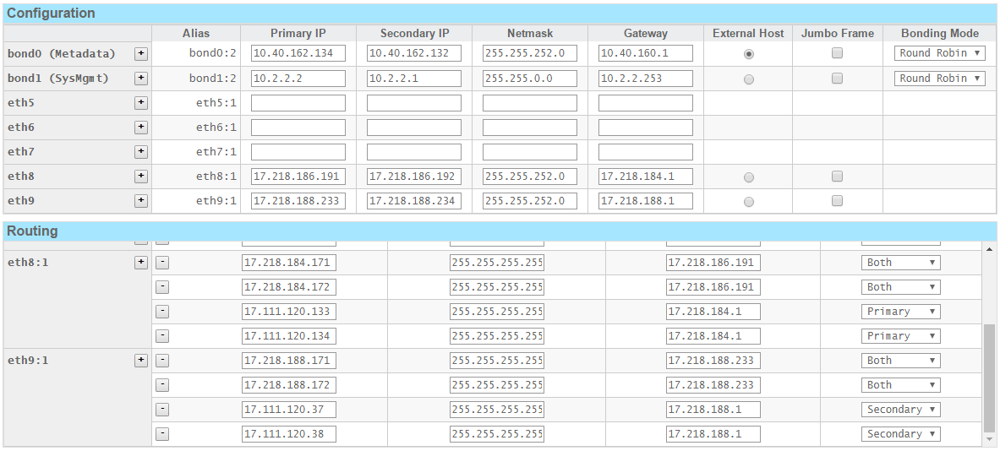 Configuration
Alias Primary IP Secondary IP Netmask Gateway External Host Jumbo Frame Bonding Mode
bond0 (Metadata) + bond0:2 10.40.162.134 10.40.162.132 255.255.252.0 10.40.160.1 Round Robin
bond1 (SysMgmt) + bond1:2 10.2.2.2 10.2.2.1 255.255.0.0 10.2.2.253 Round Robin
eth5 + eth5:1
eth6 + eth6:1
eth7 + eth7:1
eth8 + eth8:1 17.218.186.191 17.218.186.192 255.255.252.0 17.218.184.1
eth9 + eth9:1 17.218.188.233 17.218.188.234 255.255.252.0 17.218.188.1
Routing
eth8:1 + - 17.218.184.171 255.255.255.255 17.218.186.191 Both
- 17.218.184.172 255.255.255.255 17.218.186.191 Both
- 17.111.120.133 255.255.255.255 17.218.184.1 Primary
- 17.111.120.134 255.255.255.255 17.218.184.1 Primary
eth9:1 + - 17.218.188.171 255.255.255.255 17.218.188.233 Both
- 17.218.188.172 255.255.255.255 17.218.188.233 Both
- 17.111.120.37 255.255.255.255 17.218.188.1 Secondary
- 17.111.120.38 255.255.255.255 17.218.188.1 Secondary